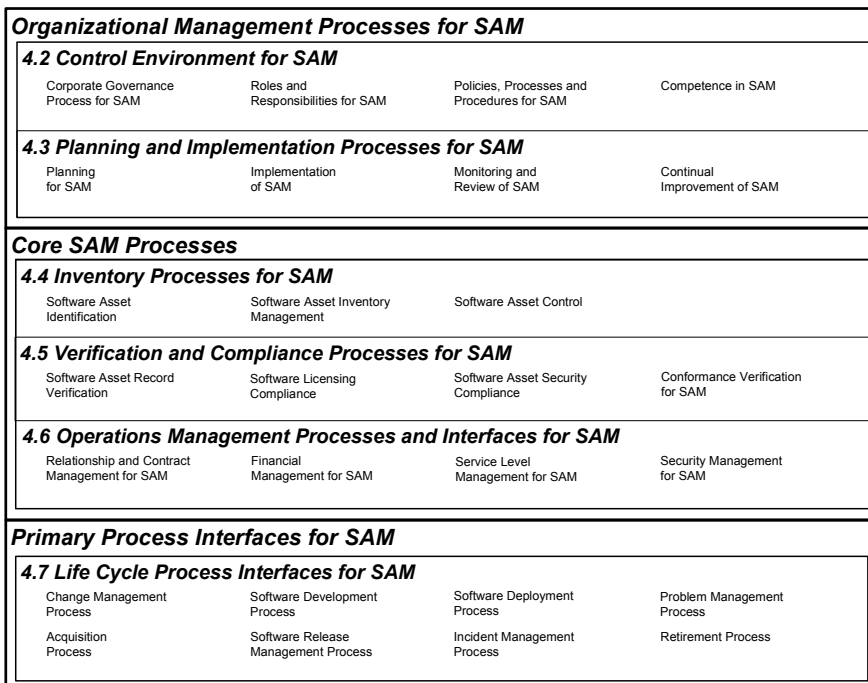 Organizational Management Processes for SAM
4.2 Control Environment for SAM
Corporate Governance
Process for SAM
Roles and
Responsibilities for SAM
Policies, Processes and
Procedures for SAM
Competence in SAM
4.3 Planning and Implementation Processes for SAM
Planning
for SAM
Implementation
of SAM
Monitoring and
Review of SAM
Continual
Improvement of SAM
Core SAM Processes
4.4 Inventory Processes for SAM
Software Asset
Identification
Software Asset Inventory
Management
Software Asset Control
4.5 Verification and Compliance Processes for SAM
Software Asset Record
Verification
Software Licensing
Compliance
Software Asset Security
Compliance
Conformance Verification
for SAM
4.6 Operations Management Processes and Interfaces for SAM
Relationship and Contract
Management for SAM
Financial
Management for SAM
Service Level
Management for SAM
Security Management
for SAM
Primary Process Interfaces for SAM
4.7 Life Cycle Process Interfaces for SAM
Change Management
Process
Software Development
Process
Software Deployment
Process
Problem Management
Process
Acquisition
Process
Software Release
Management Process
Incident Management
Process
Retirement Process